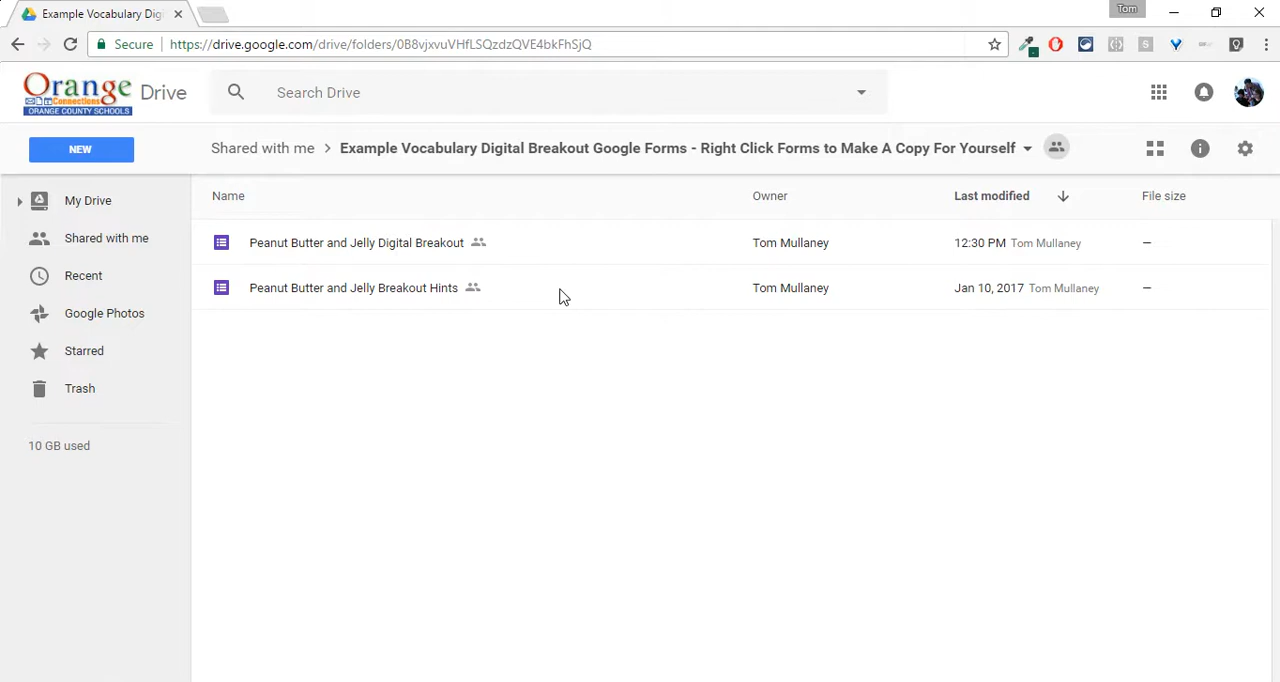 Example Vocabulary Dig
Tom
Secure
https://drive.google.com/drive/folders/0B8vjxvuVHfLSQzdzQVE4bkFhSjQ
Orange
Connections
ORANGE COUNTY SCHOOLS
Drive
Search Drive
NEW
Shared with me > Example Vocabulary Digital Breakout Google Forms - Right Click Forms to Make A Copy For Yourself
My Drive
Shared with me
Recent
Google Photos
Starred
Trash
10 GB used
Name Owner Last modified File size
Peanut Butter and Jelly Digital Breakout Tom Mullaney 12:30 PM Tom Mullaney –
Peanut Butter and Jelly Breakout Hints Tom Mullaney Jan 10, 2017 Tom Mullaney –